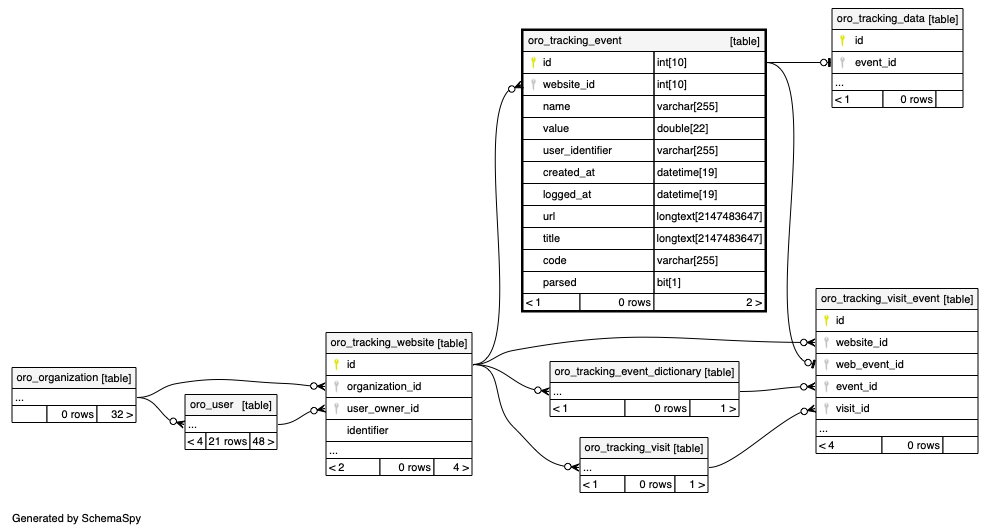 oro_tracking_data [table]
id
event_id
...
< 1 0 rows
oro_tracking_event [table]
id int[10]
website_id int[10]
name varchar[255]
value double[22]
user_identifier varchar[255]
created_at datetime[19]
logged_at datetime[19]
url longtext[2147483647]
title longtext[2147483647]
code varchar[255]
parsed bit[1]
< 1 0 rows 2 >
oro_tracking_visit_event [table]
id
website_id
web_event_id
event_id
visit_id
...
< 4 0 rows
oro_tracking_website [table]
id
organization_id
user_owner_id
identifier
...
< 2 0 rows 4 >
oro_tracking_event_dictionary [table]
...
< 1 0 rows 1 >
oro_organization [table]
...
0 rows 32 >
oro_user [table]
...
< 4 21 rows 48 >
oro_tracking_visit [table]
...
< 1 0 rows 1 >
Generated by SchemaSpy